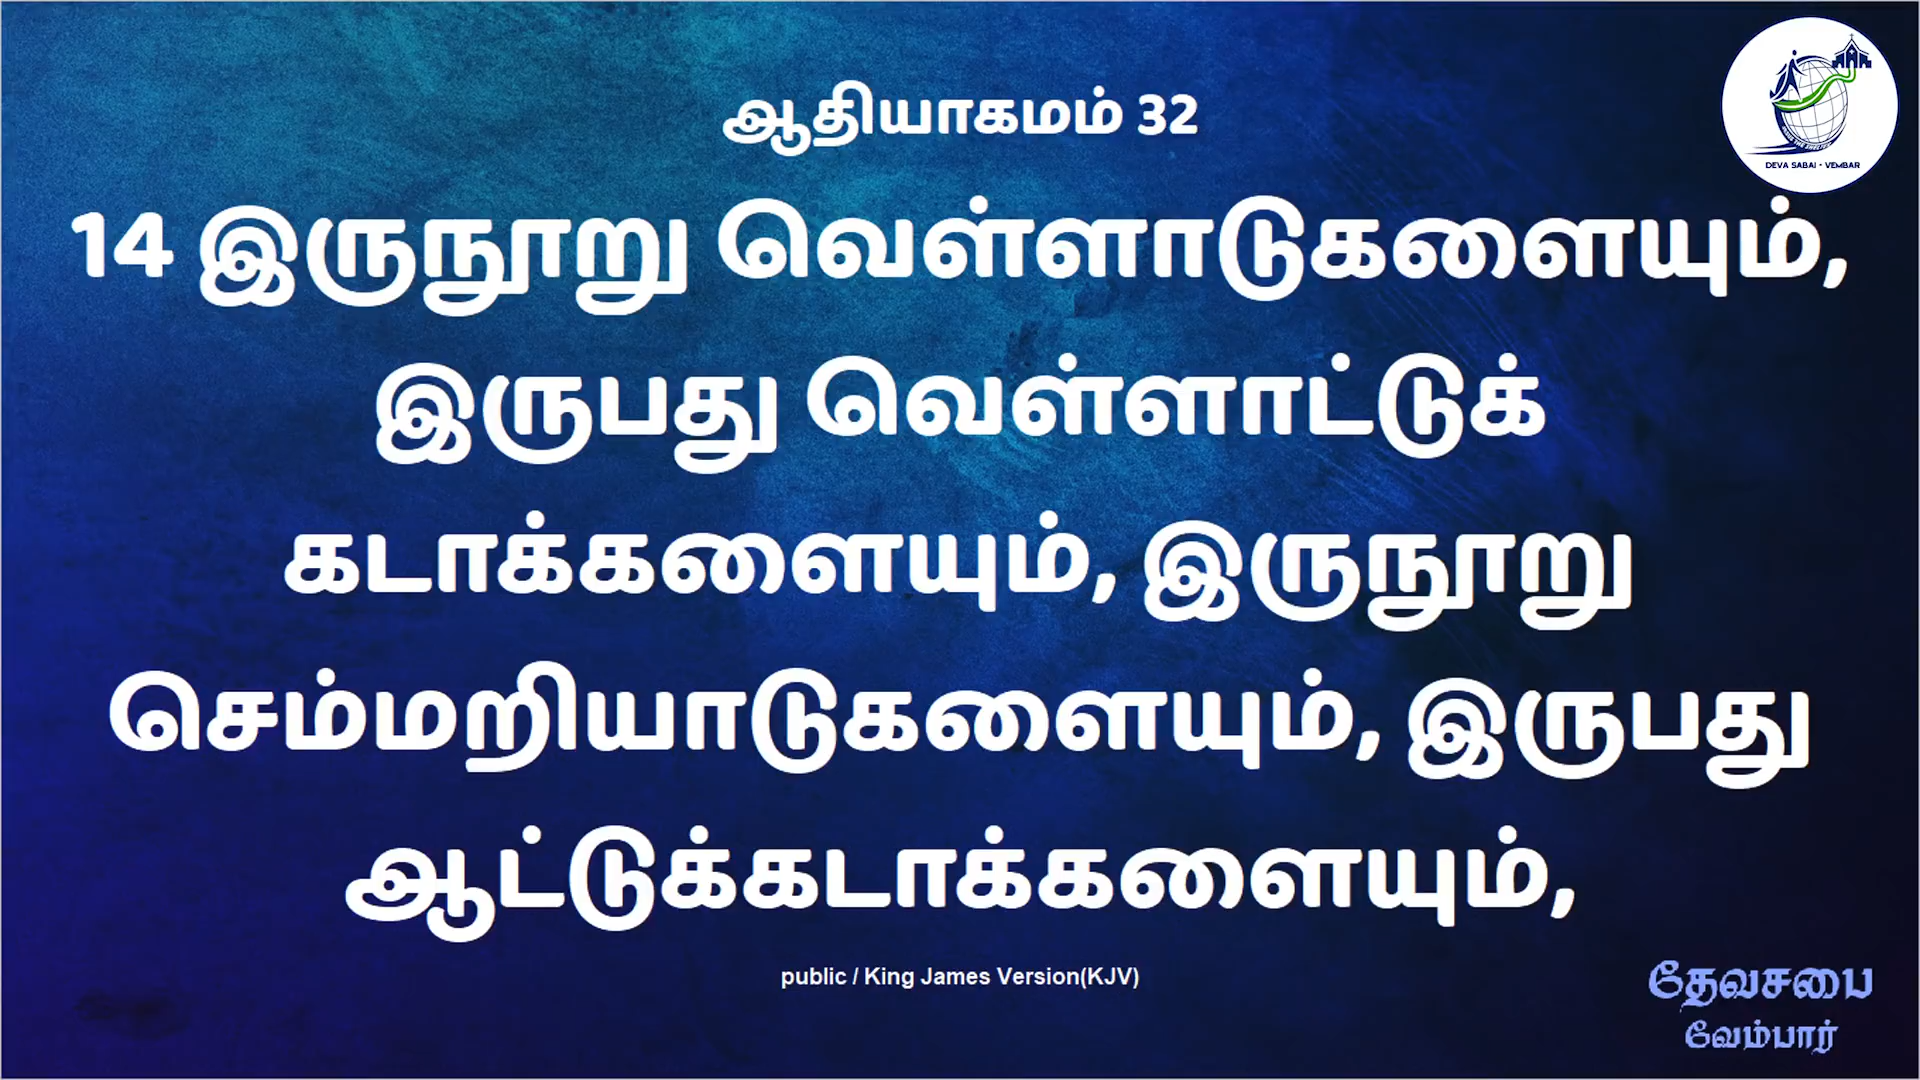 ஆதியாகமம் 32
14 இருநூறு வெள்ளாடுகளையும்,
இருபது வெள்ளாட்டுக்
கடாக்களையும், இருநூறு
செம்மறியாடுகளையும், இருபது
ஆட்டுக்கடாக்களையும்,
public / King James Version(KJV)
DEVA SABAI - VEMBAR
தேவசபை
வேம்பார்